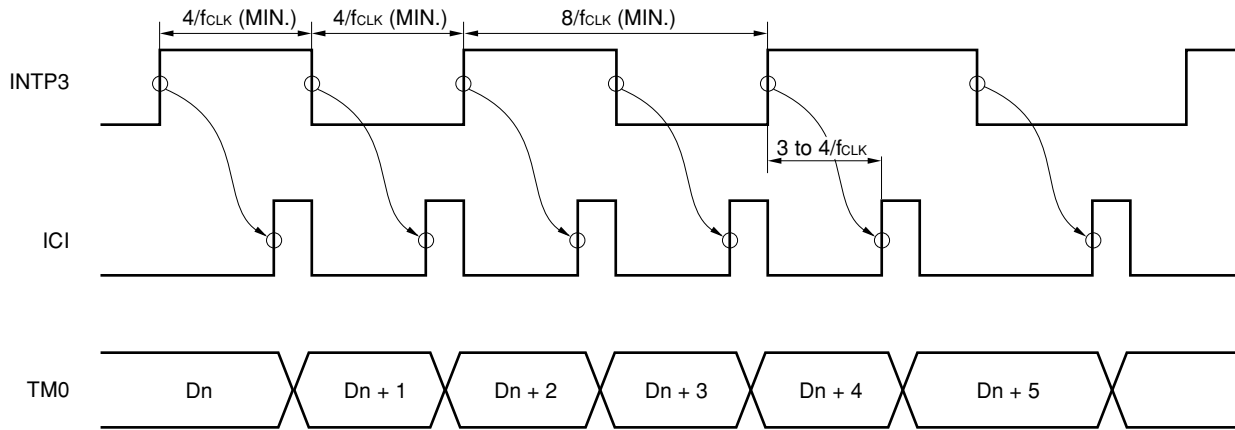 4/fCLK (MIN.) 4/fCLK (MIN.) 8/fCLK (MIN.)
INTP3
3 to 4/fCLK
ICI
TM0 Dn Dn + 1 Dn + 2 Dn + 3 Dn + 4 Dn + 5